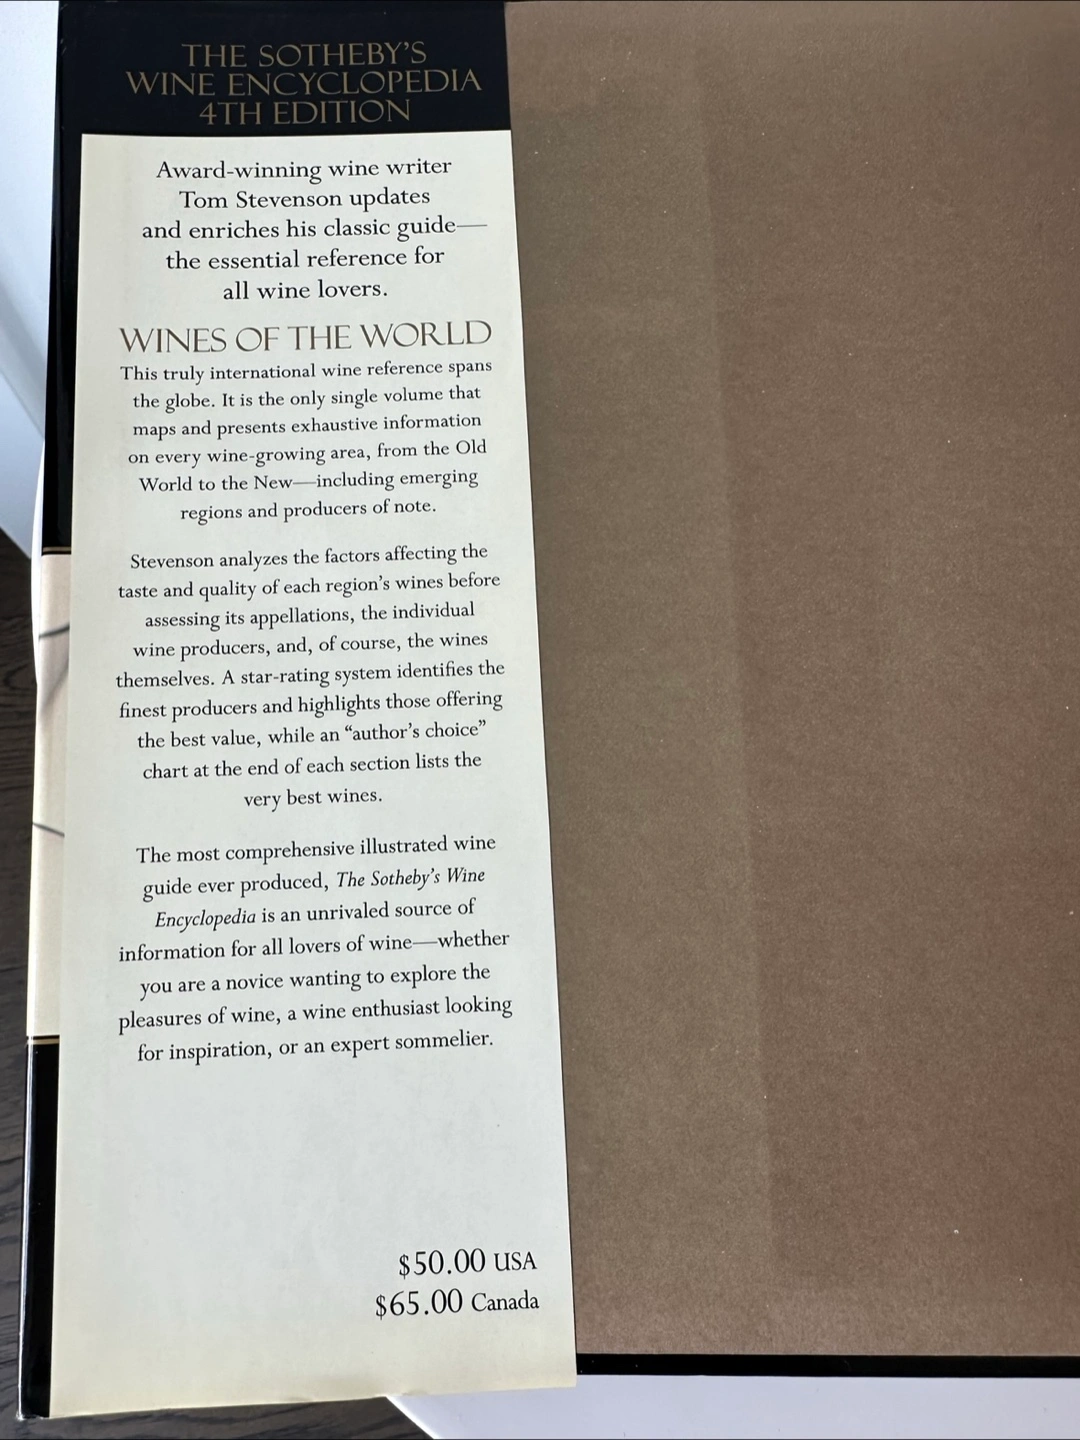 THE SOTHEBY'S
WINE ENCYCLOPEDIA
4TH EDITION
Award-winning wine writer
Tom Stevenson updates
and enriches his classic guide—
the essential reference for
all wine lovers.
WINES OF THE WORLD
This truly international wine reference spans
the globe. It is the only single volume that
maps and presents exhaustive information
on every wine-growing area, from the Old
World to the New—including emerging
regions and producers of note.
Stevenson analyzes the factors affecting the
taste and quality of each region's wines before
assessing its appellations, the individual
wine producers, and, of course, the wines
themselves. A star-rating system identifies the
finest producers and highlights those offering
the best value, while an “author's choice”
chart at the end of each section lists the
very best wines.
The most comprehensive illustrated wine
guide ever produced, The Sotheby's Wine
Encyclopedia is an unrivaled source of
information for all lovers of wine—whether
you are a novice wanting to explore the
pleasures of wine, a wine enthusiast looking
for inspiration, or an expert sommelier.
$50.00 USA
$65.00 Canada